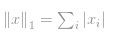 ‖x‖₁ = ∑ᵢ |xᵢ|